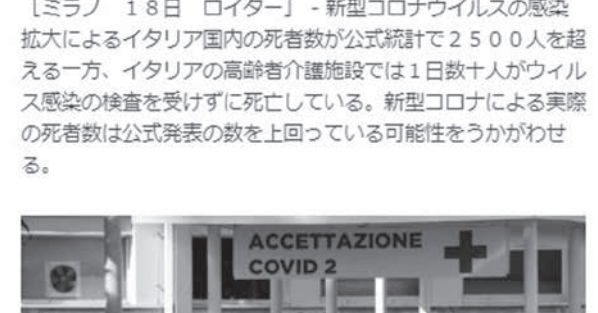 ［ミラノ　１８日　ロイター］ - 新型コロナウイルスの感染
拡大によるイタリア国内の死者数が公式統計で２５００人を超
える一方、イタリアの高齢者介護施設では１日数十人がウィル
ス感染の検査を受けずに死亡している。新型コロナによる実際
の死者数は公式発表の数を上回っている可能性をうかがわせ
る。
ACCETTAZIONE
COVID 2